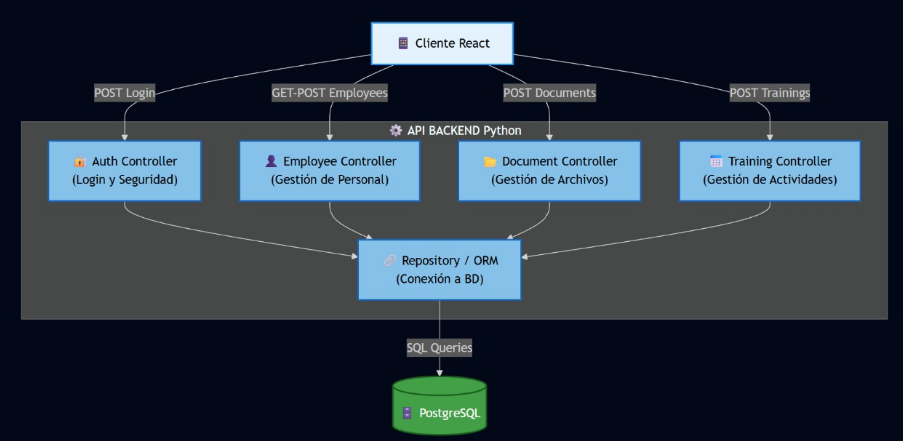 Cliente React
POST Login
GET-POST Employees
POST Documents
POST Trainings
API BACKEND Python
Auth Controller
(Login y Seguridad)
Employee Controller
(Gestión de Personal)
Document Controller
(Gestión de Archivos)
Training Controller
(Gestión de Actividades)
Repository / ORM
(Conexión a BD)
SQL Queries
PostgreSQL